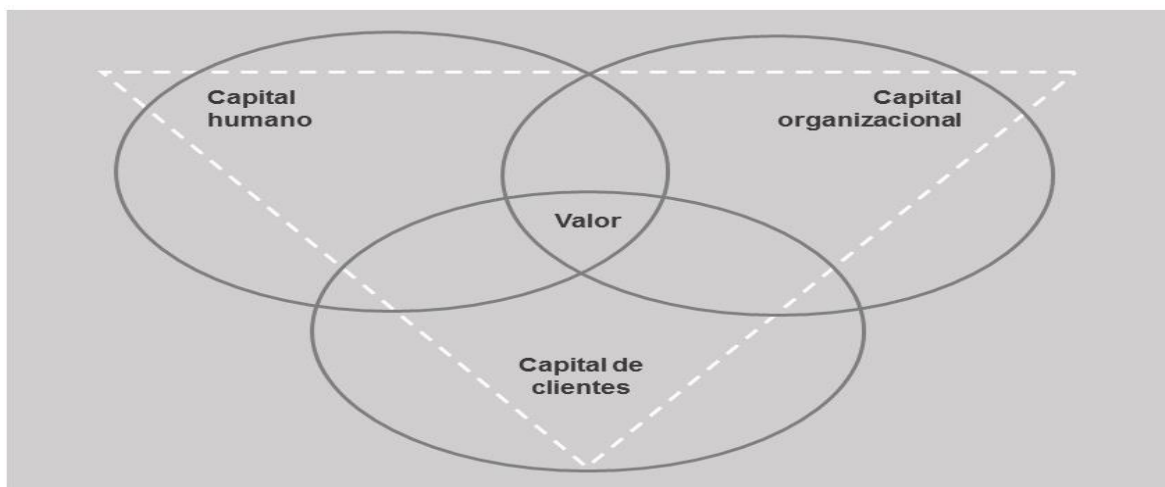 Capital
humano
Capital
organizacional
Valor
Capital de
clientes